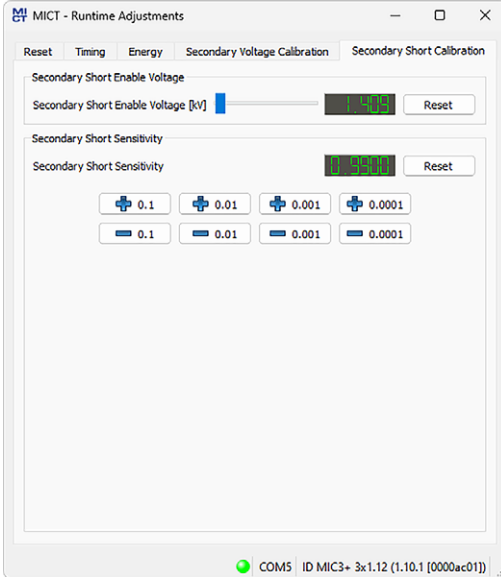 MICT MICT - Runtime Adjustments
Reset Timing Energy Secondary Voltage Calibration Secondary Short Calibration
Secondary Short Enable Voltage
Secondary Short Enable Voltage [kV] 1.409 Reset
Secondary Short Sensitivity
Secondary Short Sensitivity 0.9900 Reset
0.1 0.01 0.001 0.0001
0.1 0.01 0.001 0.0001
COM5 ID MIC3+ 3x1.12 (1.10.1 [0000ac01])